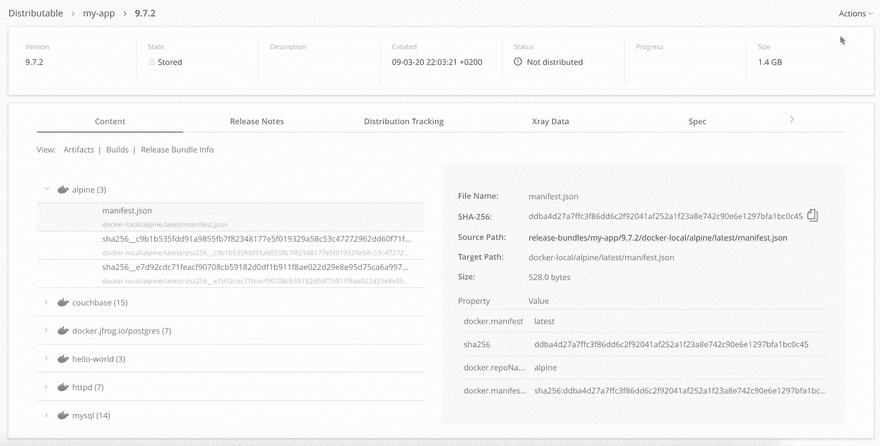 Distributable > my-app > 9.7.2
Actions
Version
9.7.2
State
Stored
Description
Created
09-03-20 22:03:21 +0200
Status
Not distributed
Progress
Size
1.4 GB
Content
Release Notes
Distribution Tracking
Xray Data
Spec
View: Artifacts | Builds | Release Bundle Info
alpine (3)
manifest.json
docker-local/alpine/latest/manifest.json
sha256__c9b1b535fdd91a9855fb7f82348177e5f019329a58c53c47272962dd60f71f...
docker-local/alpine/latest/sha256__c9b1b535fdd91a9855fb7f82348177e5f019329a58c53c47272...
sha256__e7d92cdc71feacf90708cb59182d0df1b911f8ae022d29e8e95d75ca6a997...
docker-local/alpine/latest/sha256__e7d92cdc71feacf90708cb59182d0df1b911f8ae022d29e8e95...
couchbase (15)
docker.jfrog.io/postgres (7)
hello-world (3)
httpd (7)
mysql (14)
File Name: manifest.json
SHA-256: ddba4d27a7ffc3f86dd6c2f92041af252a1f23a8e742c90e6e1297bfa1bc0c45
Source Path: release-bundles/my-app/9.7.2/docker-local/alpine/latest/manifest.json
Target Path: docker-local/alpine/latest/manifest.json
Size: 528.0 bytes
Property Value
docker.manifest latest
sha256 ddba4d27a7ffc3f86dd6c2f92041af252a1f23a8e742c90e6e1297bfa1bc0c45
docker.repoNa... alpine
docker.manifes... sha256:ddba4d27a7ffc3f86dd6c2f92041af252a1f23a8e742c90e6e1297bfa1bc...